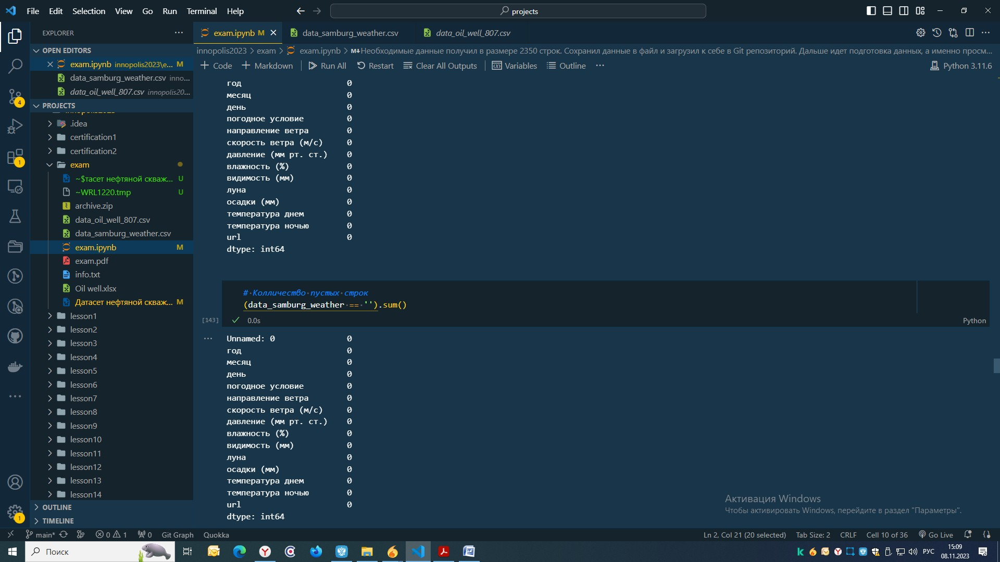 File Edit Selection View Go Run Terminal Help
projects
EXPLORER
exam.ipynb M
data_samburg_weather.csv
data_oil_well_807.csv
OPEN EDITORS
exam.ipynb innopolis2023\e... M
data_samburg_weather.csv inno...
data_oil_well_807.csv innopolis20...
PROJECTS
.idea
certification1
certification2
exam
~$тасет нефтяной скваж... U
~WRL1220.tmp U
archive.zip
data_oil_well_807.csv
data_samburg_weather.csv
exam.ipynb M
exam.pdf
info.txt
Oil well.xlsx
Датасет нефтяной скваж... M
lesson1
lesson2
lesson3
lesson4
lesson5
lesson6
lesson7
lesson8
lesson9
lesson10
lesson11
lesson12
lesson13
lesson14
OUTLINE
TIMELINE
4
1
1
innopolis2023 > exam > exam.ipynb > M↓Необходимые данные получил в размере 2350 строк. Сохранил данные в файл и загрузил к себе в Git репозиторий. Дальше идет подготовка данных, а именно просм...
+ Code + Markdown Run All Restart Clear All Outputs Variables Outline ... Python 3.11.6
год 0
месяц 0
день 0
погодное условие 0
направление ветра 0
скорость ветра (м/с) 0
давление (мм рт. ст.) 0
влажность (%) 0
видимость (мм) 0
луна 0
осадки (мм) 0
температура днем 0
температура ночью 0
url 0
dtype: int64
# Колличество пустых строк
(data_samburg_weather == '').sum()
[143] 0.0s Python
Unnamed: 0 0
год 0
месяц 0
день 0
погодное условие 0
направление ветра 0
скорость ветра (м/с) 0
давление (мм рт. ст.) 0
влажность (%) 0
видимость (мм) 0
луна 0
осадки (мм) 0
температура днем 0
температура ночью 0
url 0
dtype: int64
Активация Windows
Чтобы активировать Windows, перейдите в раздел "Параметры".
main* 0 1 0 Git Graph Quokka Ln 2, Col 21 (20 selected) Tab Size: 2 CRLF Cell 10 of 36 Go Live
Поиск
РУС
15:09
08.11.2023